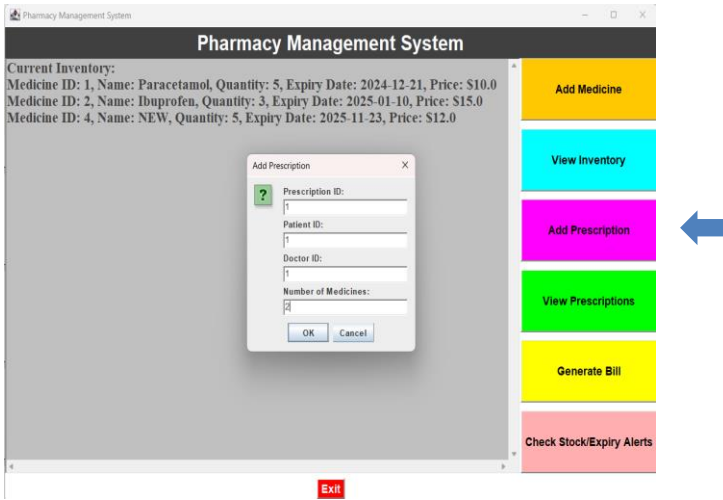 Pharmacy Management System
Pharmacy Management System
Current Inventory:
Medicine ID: 1, Name: Paracetamol, Quantity: 5, Expiry Date: 2024-12-21, Price: $10.0
Medicine ID: 2, Name: Ibuprofen, Quantity: 3, Expiry Date: 2025-01-10, Price: $15.0
Medicine ID: 4, Name: NEW, Quantity: 5, Expiry Date: 2025-11-23, Price: $12.0
Add Prescription
?
Prescription ID:
1
Patient ID:
1
Doctor ID:
1
Number of Medicines:
2
OK Cancel
Add Medicine
View Inventory
Add Prescription
View Prescriptions
Generate Bill
Check Stock/Expiry Alerts
Exit